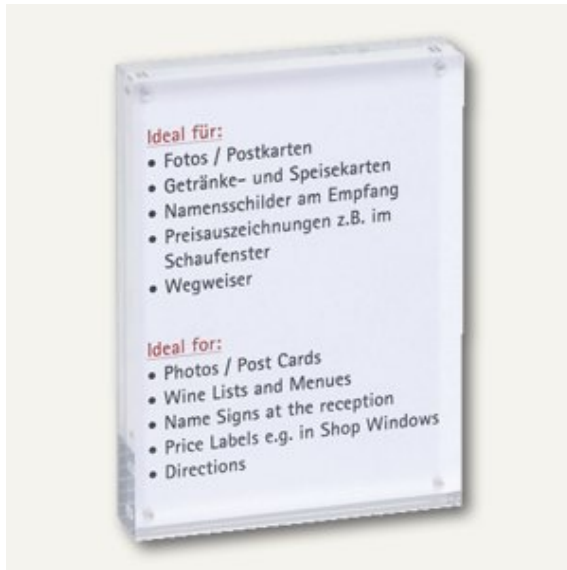 Ideal für:
• Fotos / Postkarten
• Getränke- und Speisekarten
• Namensschilder am Empfang
• Preisauszeichnungen z.B. im
Schaufenster
• Wegweiser
Ideal for:
• Photos / Post Cards
• Wine Lists and Menues
• Name Signs at the reception
• Price Labels e.g. in Shop Windows
• Directions